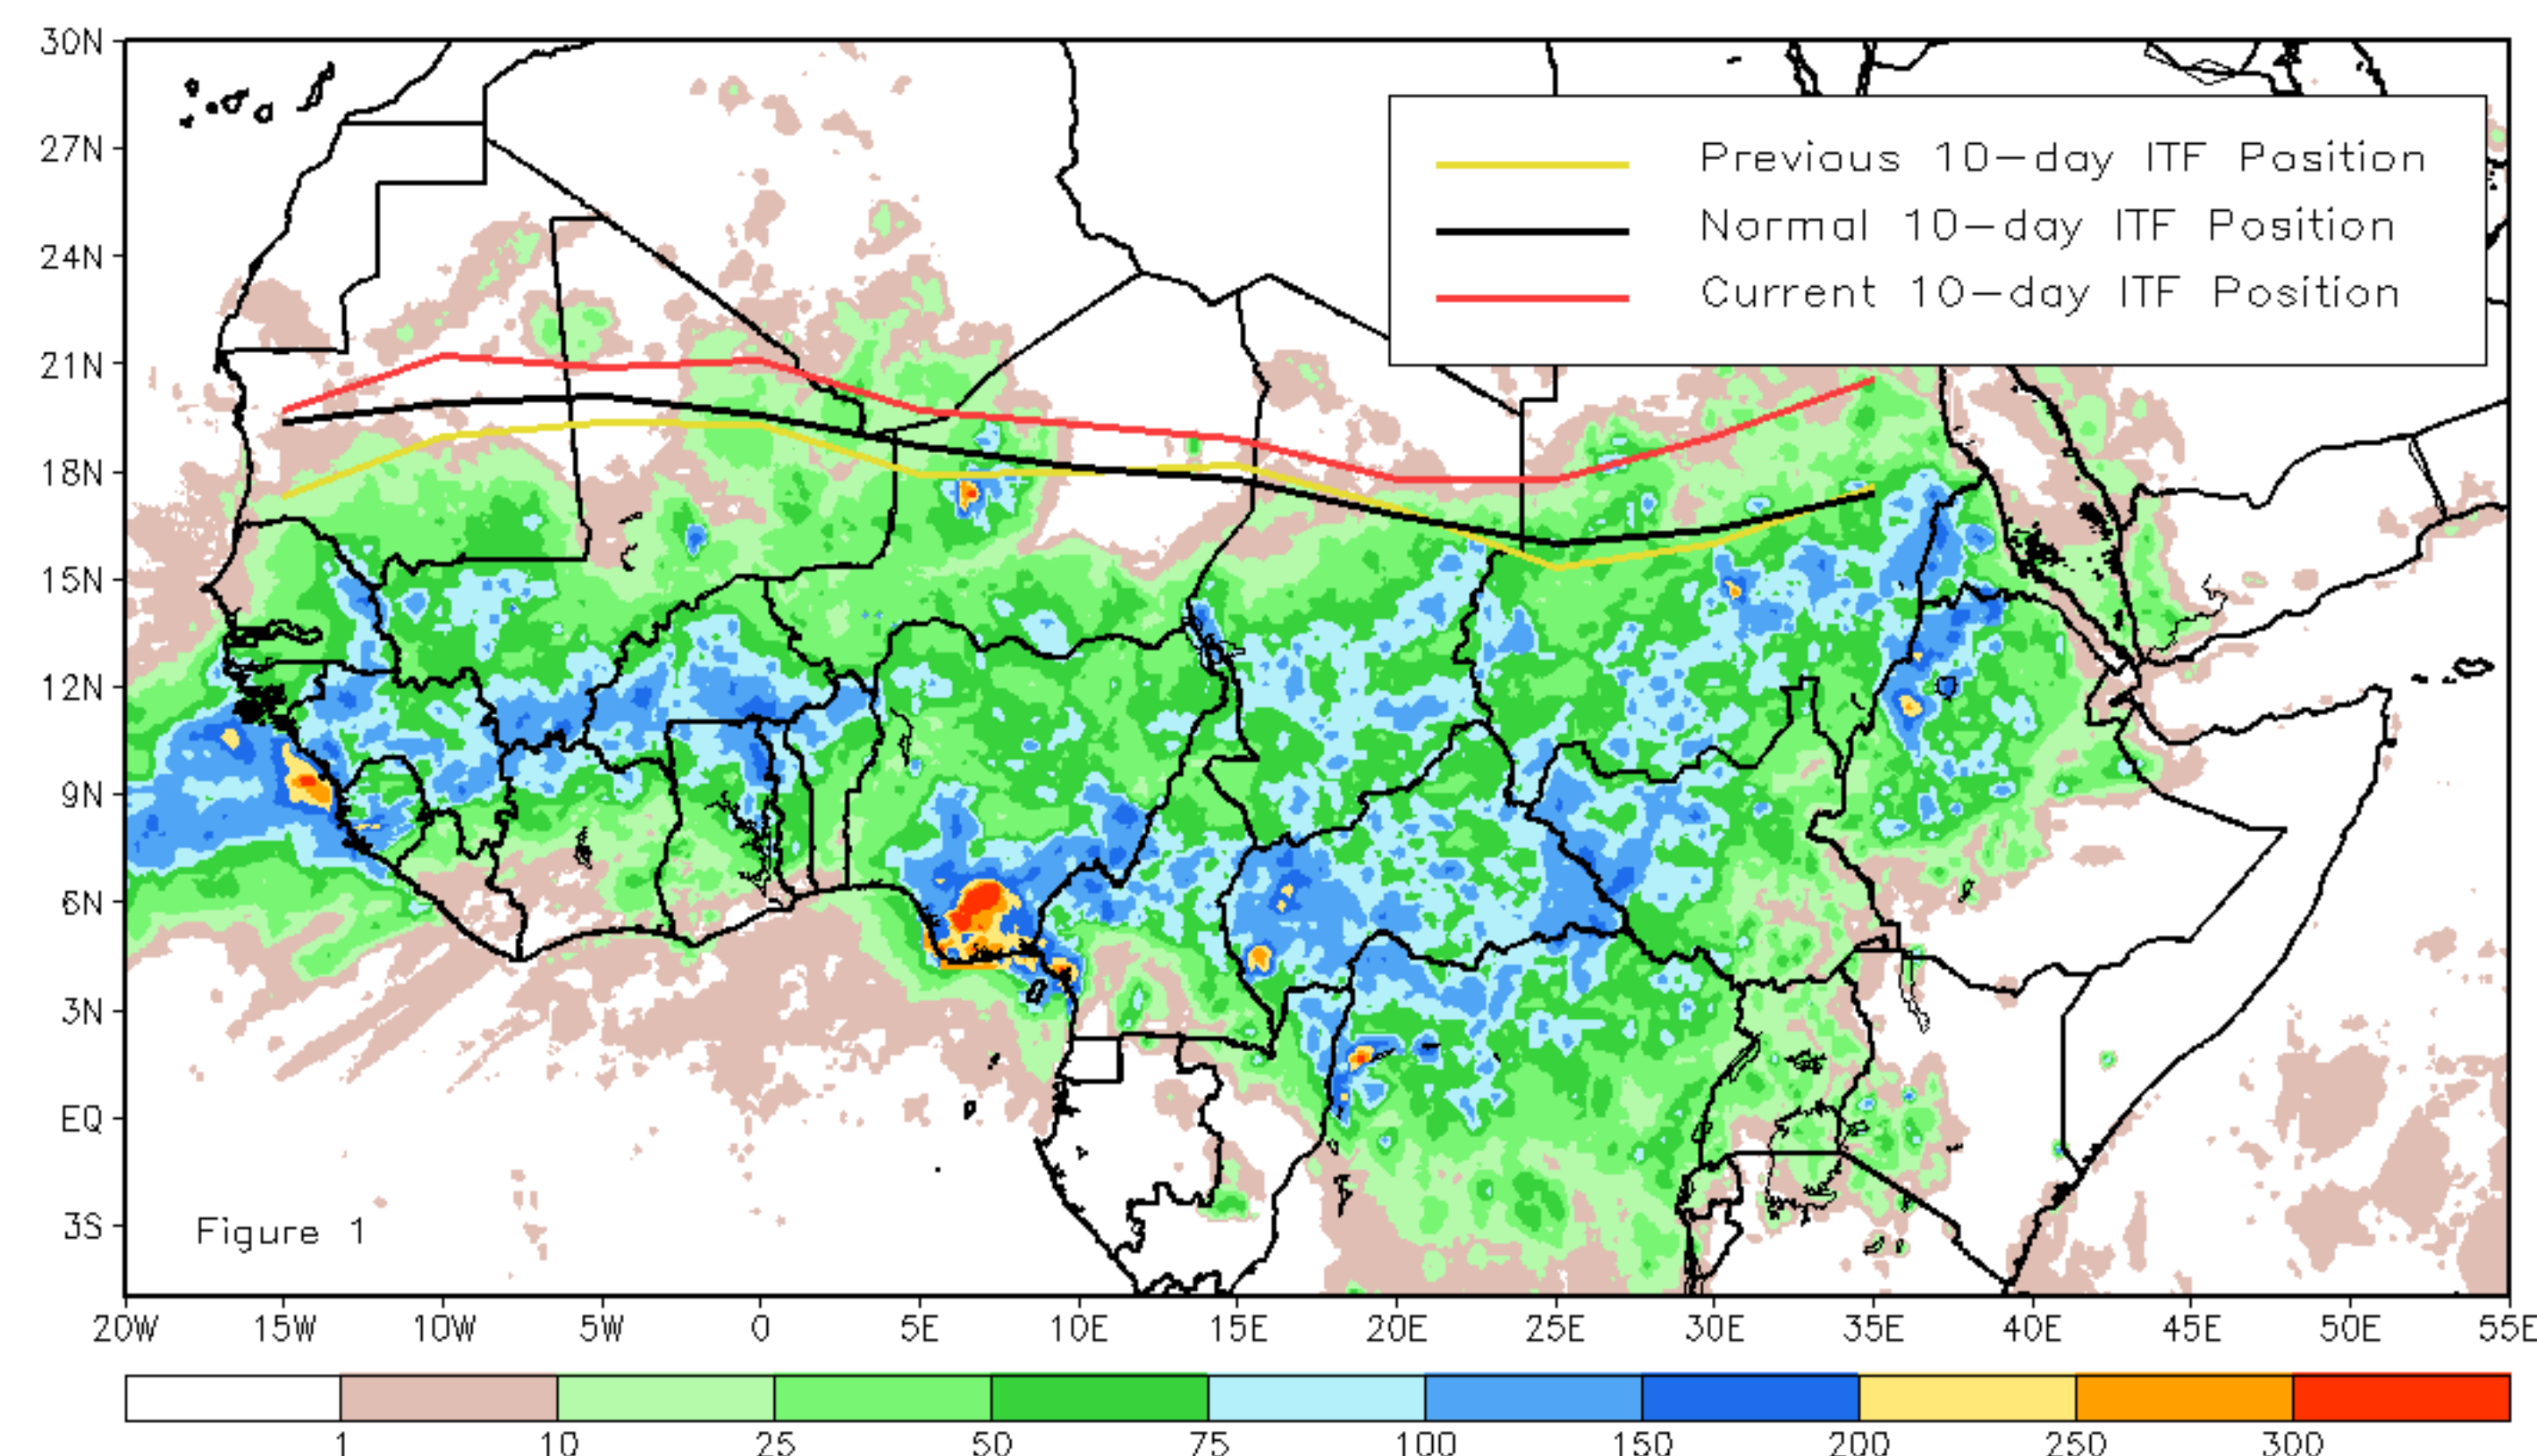 30N
27N
24N
21N
18N
15N
12N
9N
6N
3N
EQ
3S
Previous 10-day ITF Position
Normal 10-day ITF Position
Current 10-day ITF Position
Figure 1
20W 15W 10W 5W 0 5E 10E 15E 20E 25E 30E 35E 40E 45E 50E 55E
1 10 25 50 75 100 150 200 250 300